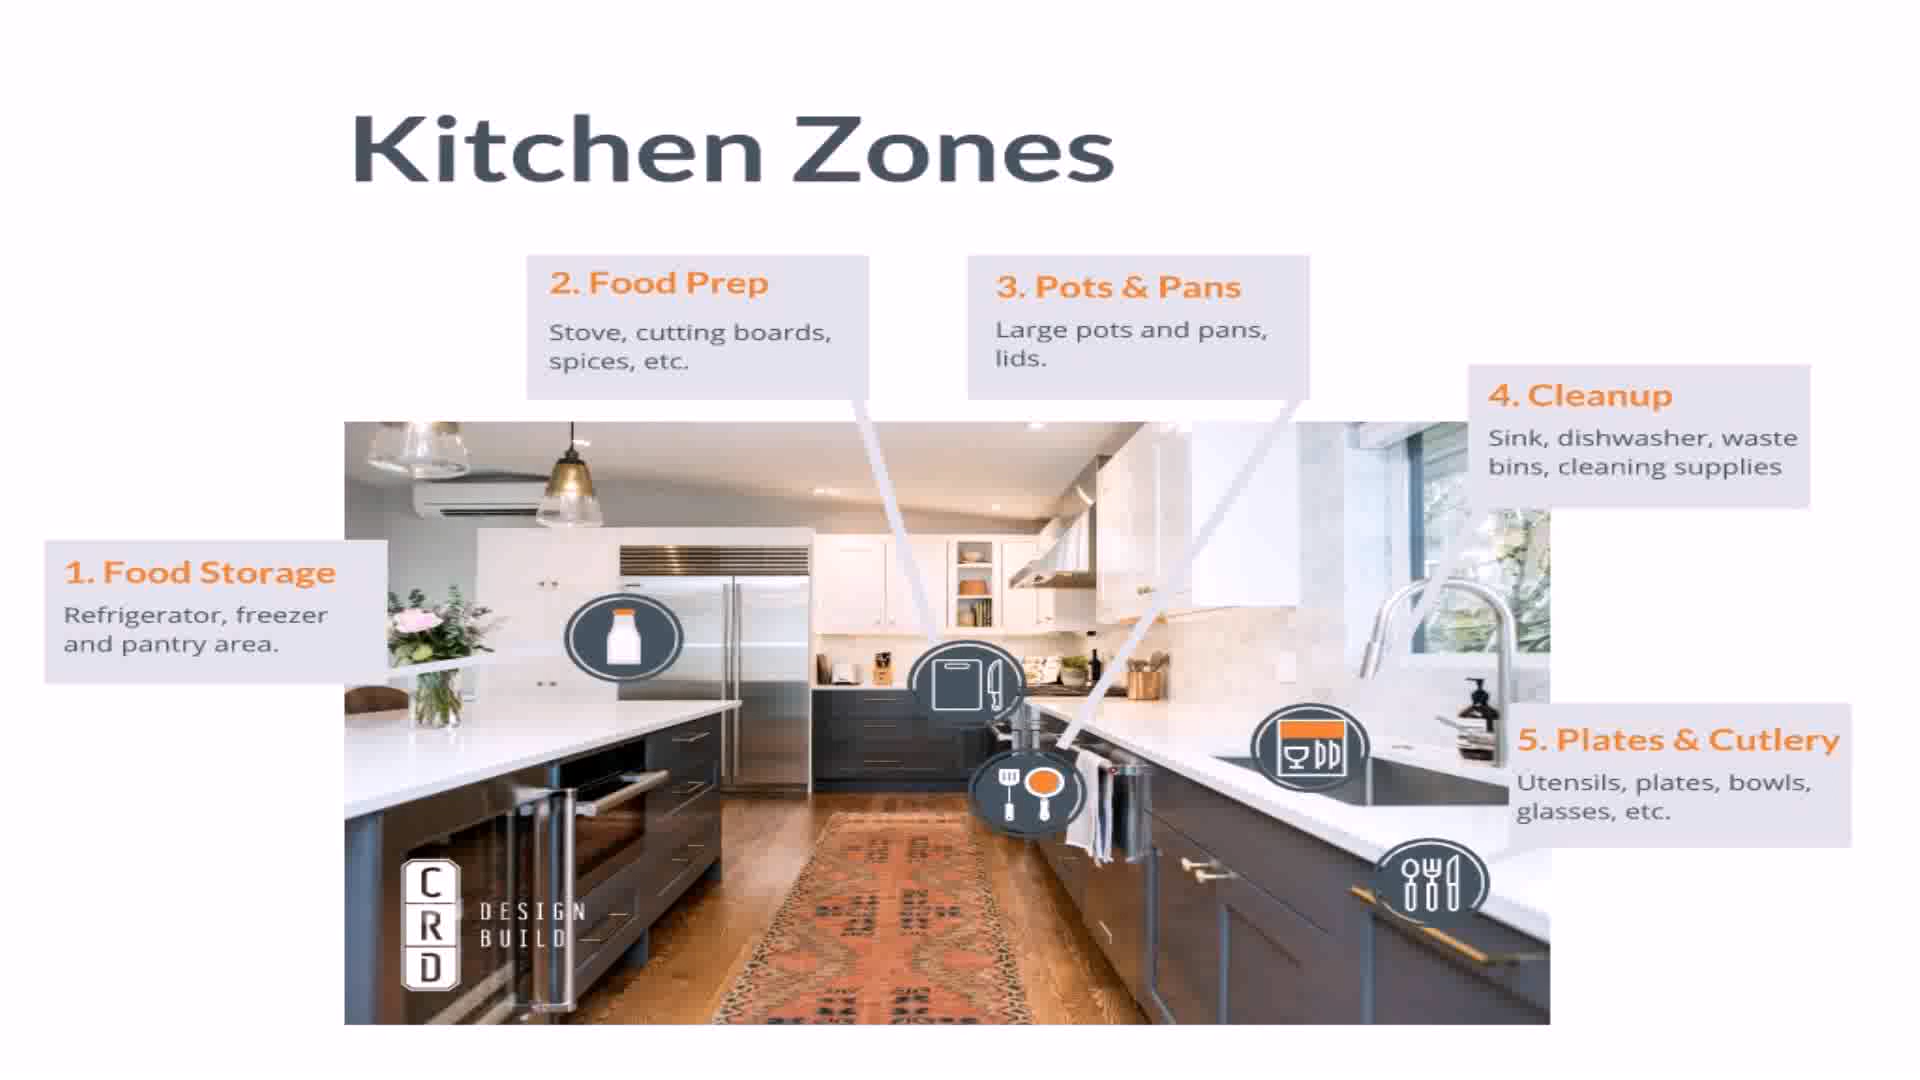 Kitchen Zones
2. Food Prep
Stove, cutting boards,
spices, etc.
3. Pots & Pans
Large pots and pans,
lids.
4. Cleanup
Sink, dishwasher, waste
bins, cleaning supplies
1. Food Storage
Refrigerator, freezer
and pantry area.
5. Plates & Cutlery
Utensils, plates, bowls,
glasses, etc.
C
R
D
DESIGN
BUILD